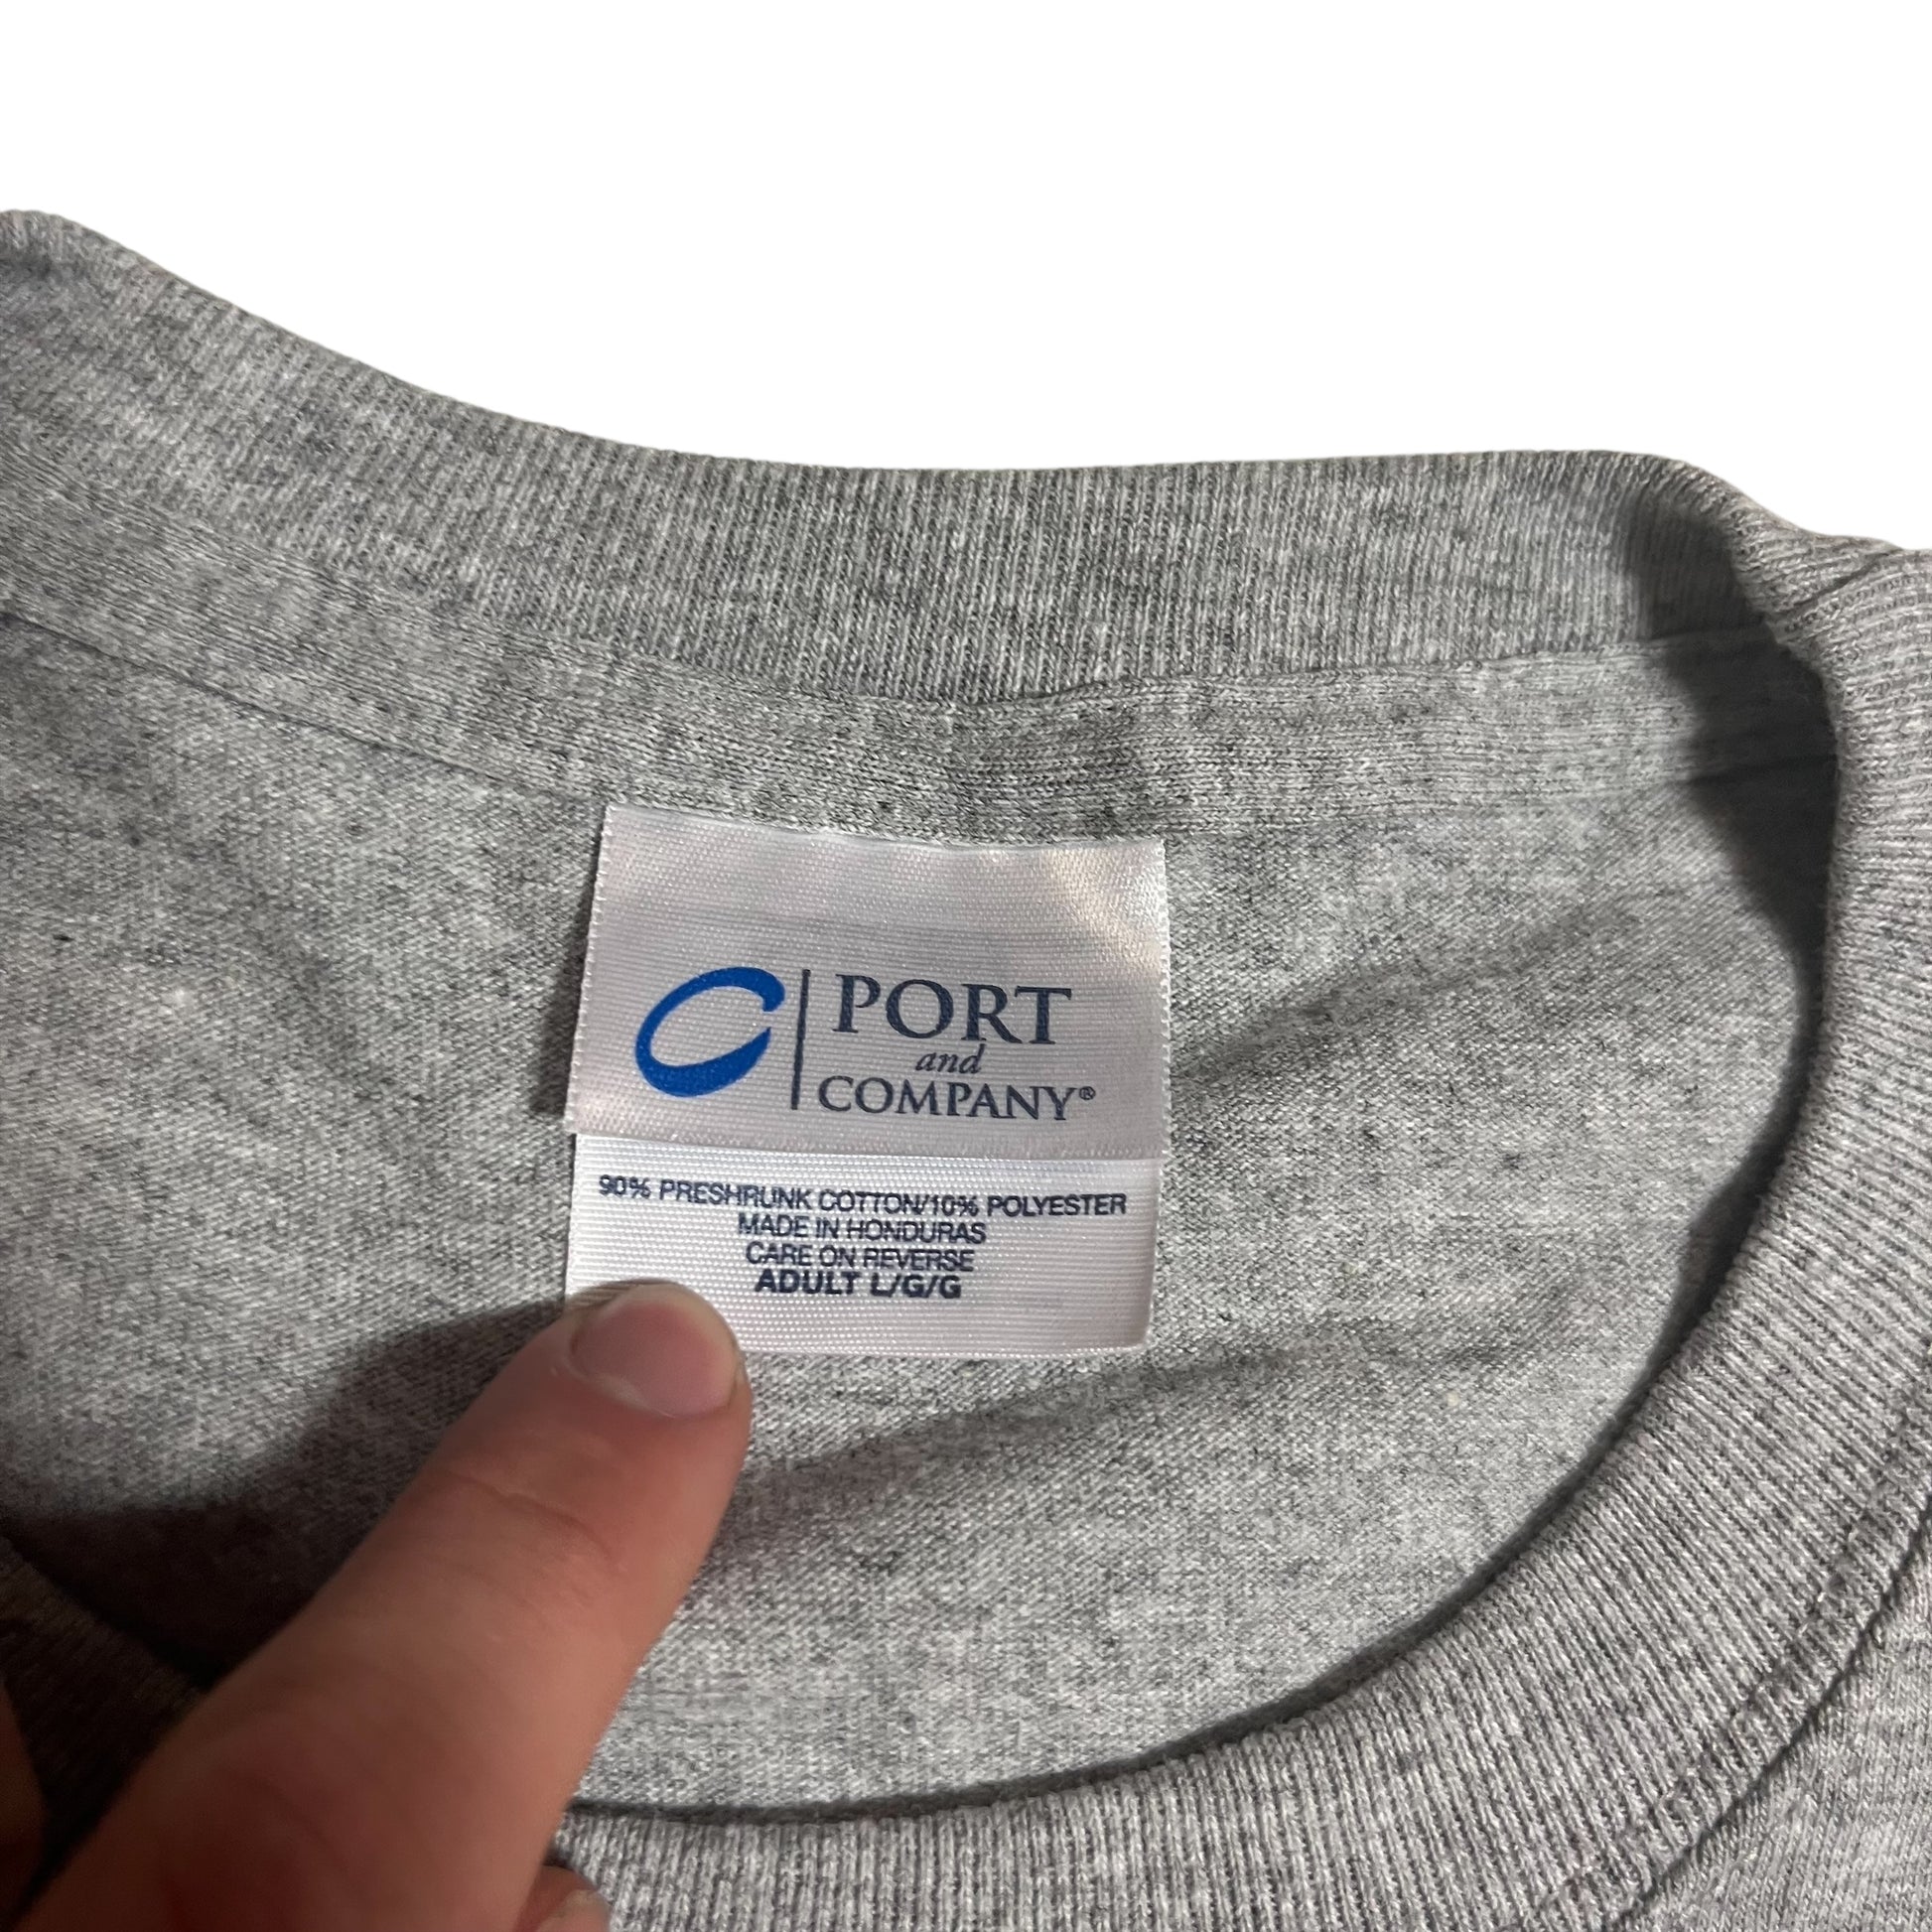 PORT
and
COMPANY®
90% PRESHRUNK COTTON/10% POLYESTER
MADE IN HONDURAS
CARE ON REVERSE
ADULT L/G/G